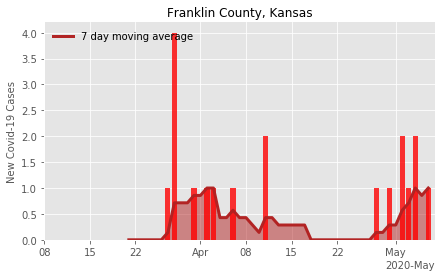 Franklin County, Kansas
7 day moving average
New Covid-19 Cases
4.0
3.5
3.0
2.5
2.0
1.5
1.0
0.5
0.0
08 15 22 Apr 08 15 22 May
2020-May